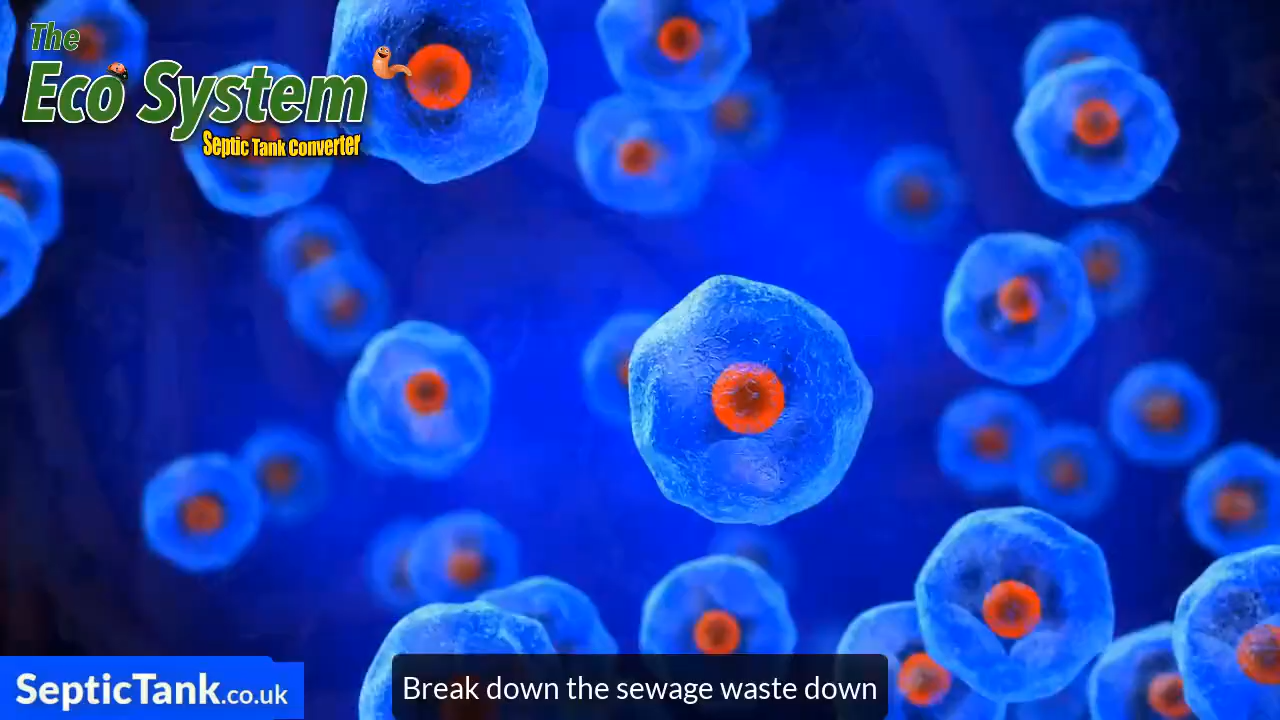 The
Eco System
Septic Tank Converter
SepticTank.co.uk
Break down the sewage waste down